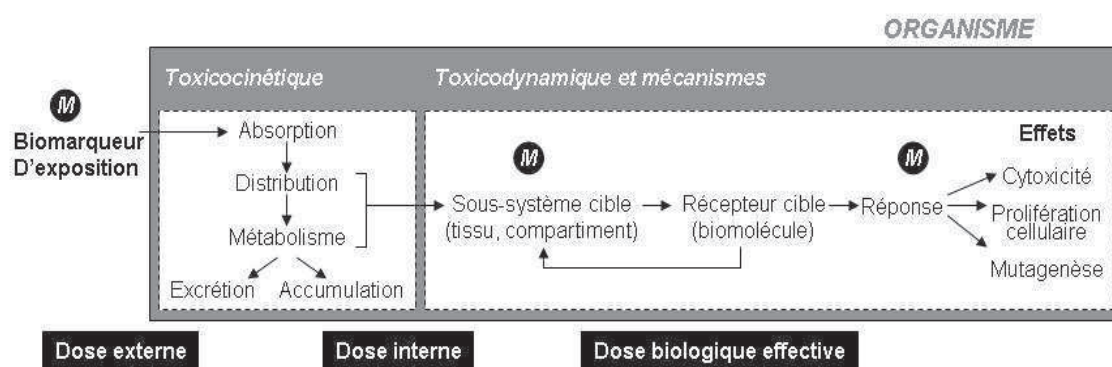 ORGANISME
Toxicocinétique
Toxicodynamique et mécanismes
M
Biomarqueur
D'exposition
Absorption
Distribution
Métabolisme
Excrétion
Accumulation
M
Sous-système cible
(tissu, compartiment)
Récepteur cible
(biomolécule)
M
Réponse
Effets
Cytoxicité
Prolifération
cellulaire
Mutagenèse
Dose externe
Dose interne
Dose biologique effective